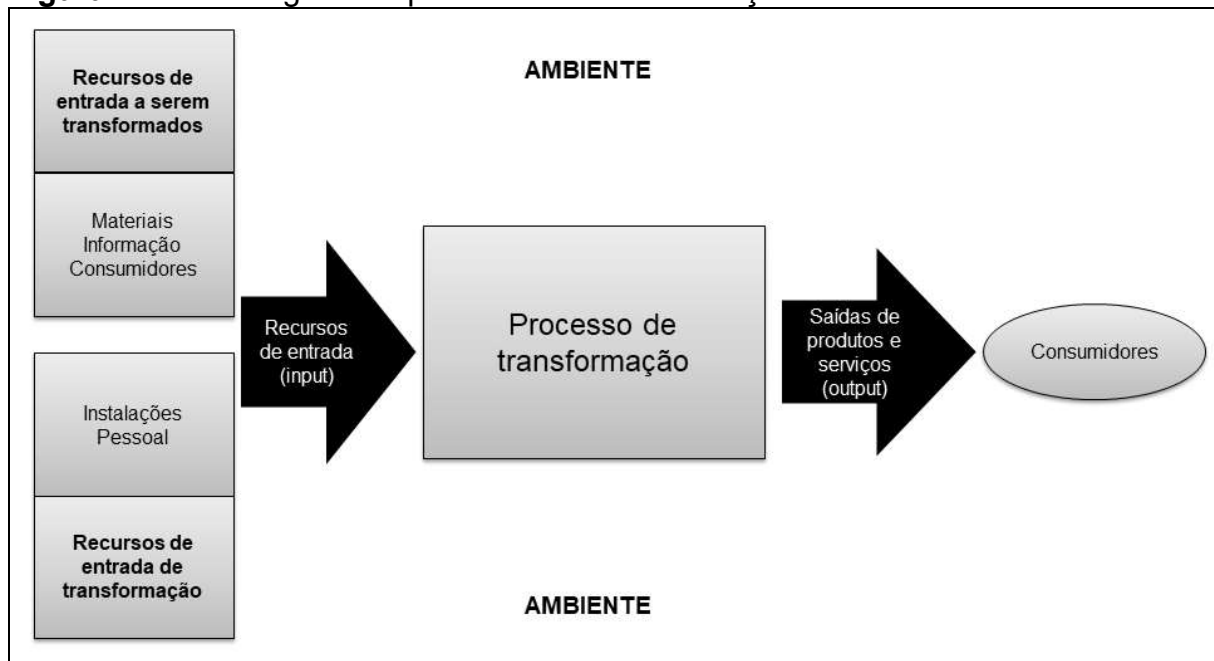 AMBIENTE
Recursos de
entrada a serem
transformados
Materiais
Informação
Consumidores
Instalações
Pessoal
Recursos de
entrada de
transformação
Recursos
de entrada
(input)
Processo de
transformação
Saídas de
produtos e
serviços
(output)
Consumidores
AMBIENTE